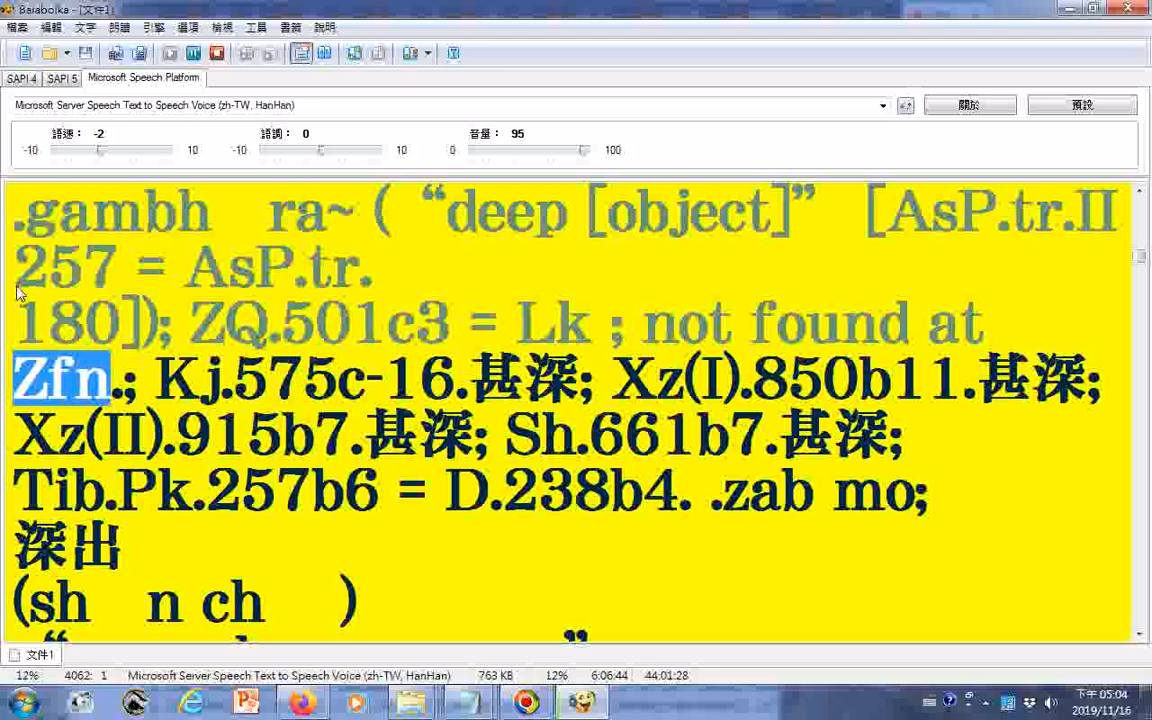 Balabolka - [文件1]
檔案 編輯 文字 朗讀 引擎 選項 檢視 工具 書籤 說明
SAPI 4 SAPI 5 Microsoft Speech Platform
Microsoft Server Speech Text to Speech Voice (zh-TW, HanHan) 關於 預設
語速： -2 語調： 0 音量： 95
-10 10 -10 10 0 100
.gambh ra~ ( “deep [object]” [AsP.tr.II
257 = AsP.tr.
180]); ZQ.501c3 = Lk ; not found at
Zfn.; Kj.575c-16.甚深; Xz(I).850b11.甚深;
Xz(II).915b7.甚深; Sh.661b7.甚深;
Tib.Pk.257b6 = D.238b4. .zab mo;
深出
(sh n ch )
文件1
12% 4062: 1 Microsoft Server Speech Text to Speech Voice (zh-TW, HanHan) 763 KB 12% 6:06:44 44:01:28
下午 05:04
2019/11/16